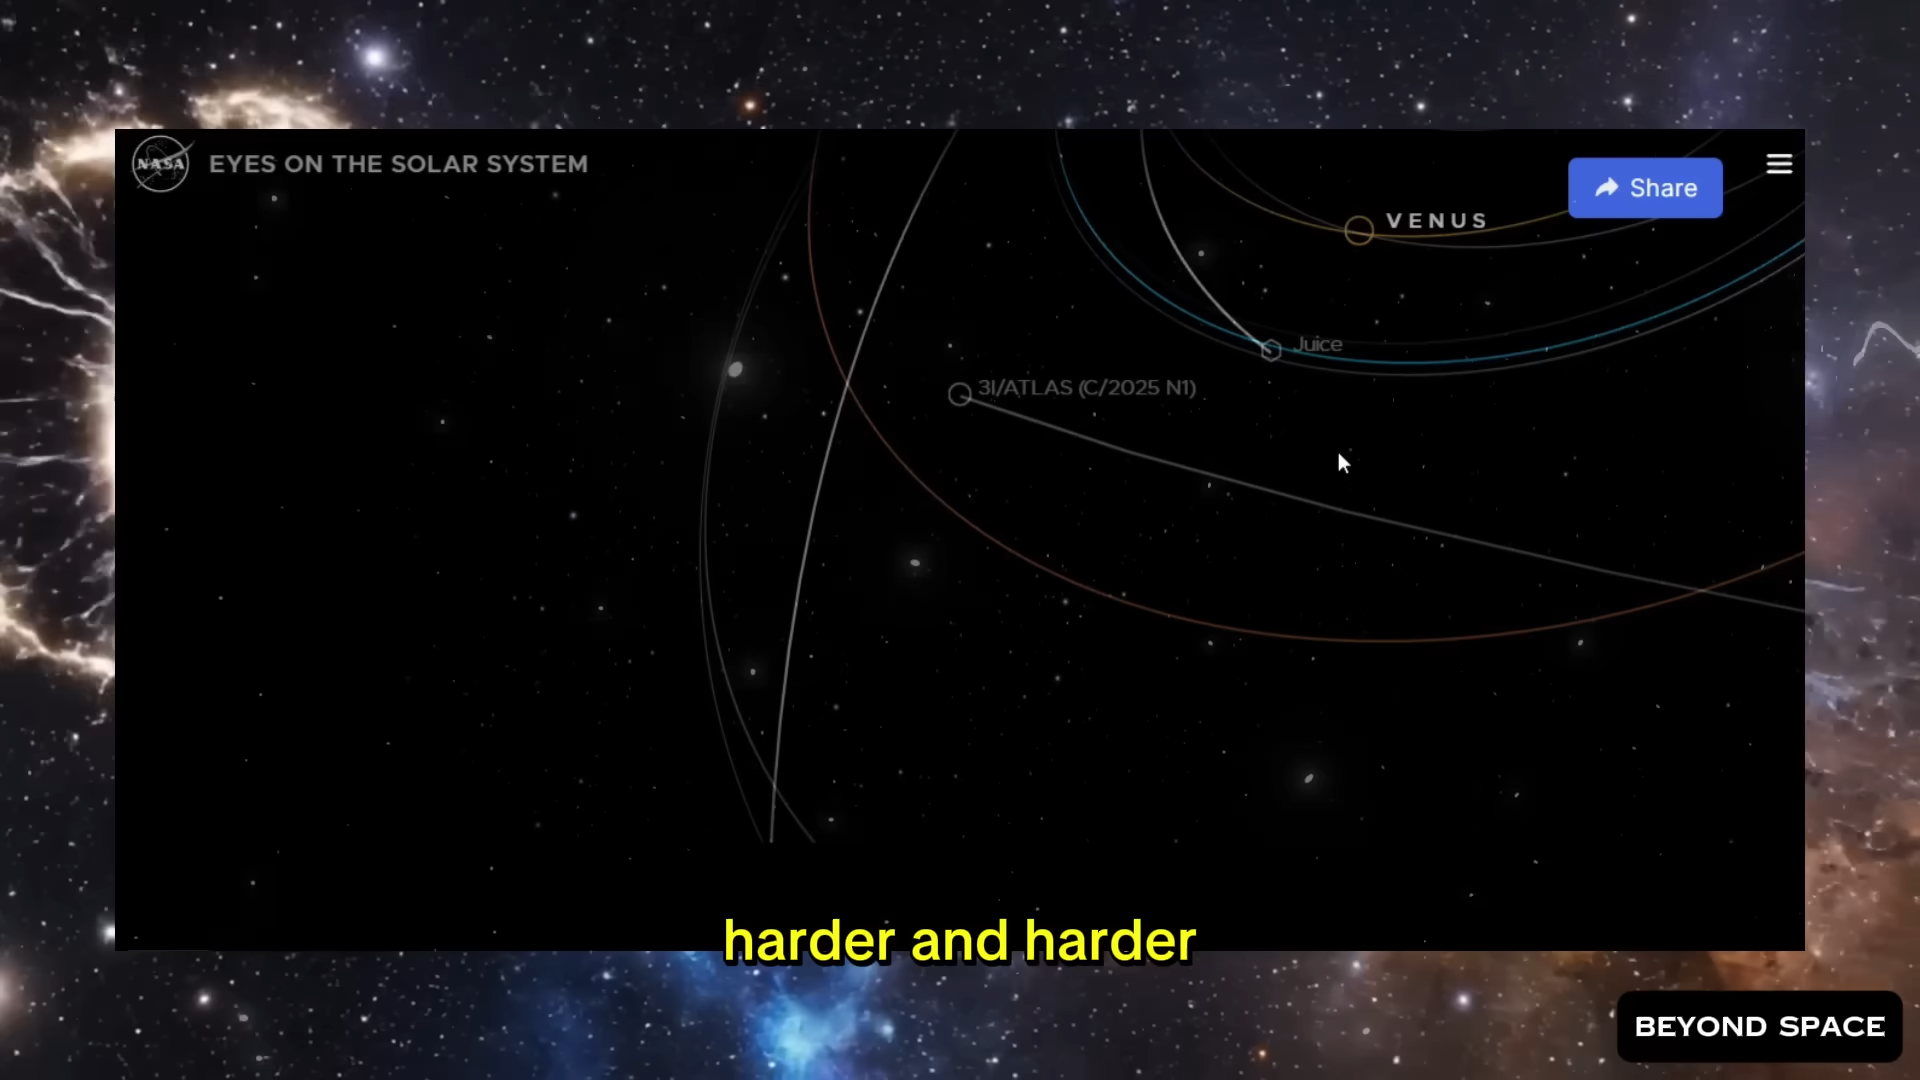 NASA
EYES ON THE SOLAR SYSTEM
Share
VENUS
Juice
3I/ATLAS (C/2025 N1)
harder and harder
BEYOND SPACE